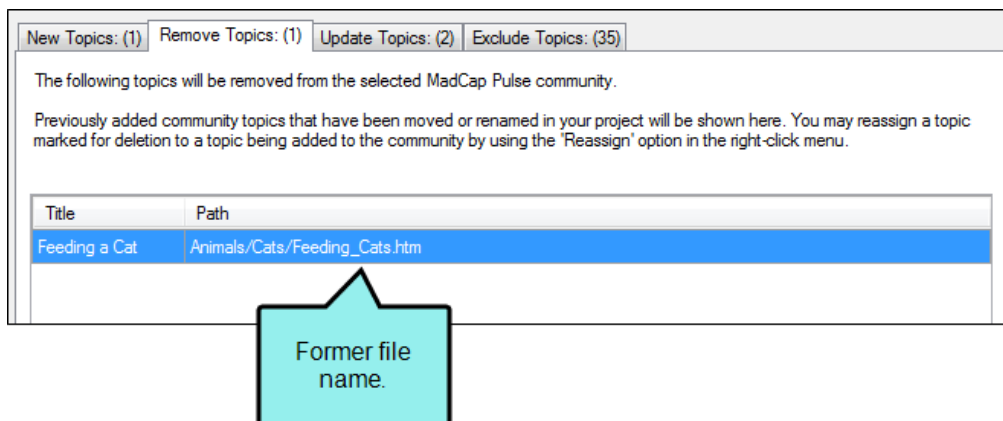 New Topics: (1) Remove Topics: (1) Update Topics: (2) Exclude Topics: (35)
The following topics will be removed from the selected MadCap Pulse community.
Previously added community topics that have been moved or renamed in your project will be shown here. You may reassign a topic
marked for deletion to a topic being added to the community by using the 'Reassign' option in the right-click menu.
Title Path
Feeding a Cat Animals/Cats/Feeding_Cats.htm
Former file
name.